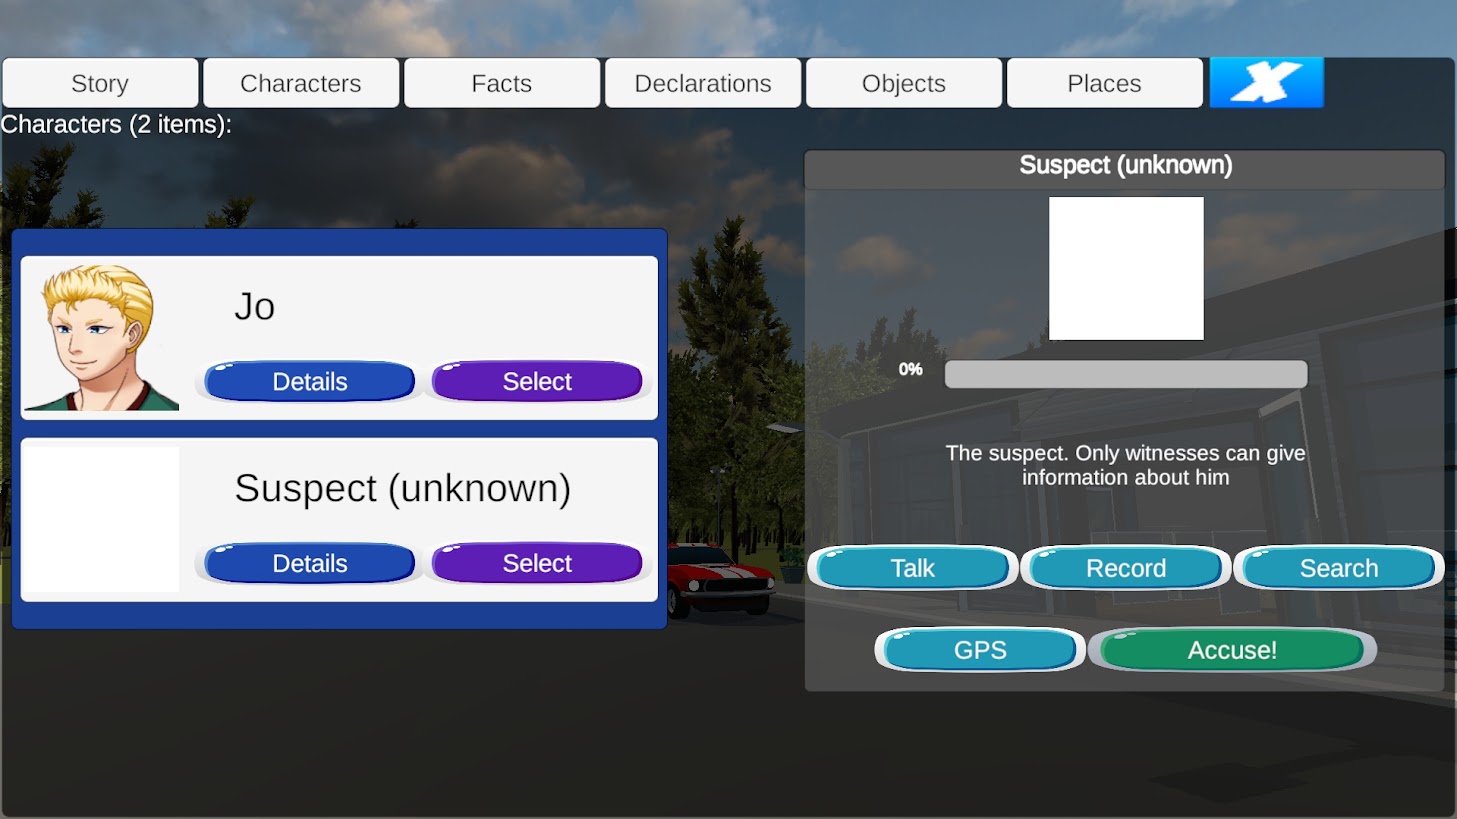 Story
Characters
Facts
Declarations
Objects
Places
X
Characters (2 items):
Jo
Details
Select
Suspect (unknown)
Details
Select
Suspect (unknown)
0%
The suspect. Only witnesses can give
information about him
Talk
Record
Search
GPS
Accuse!